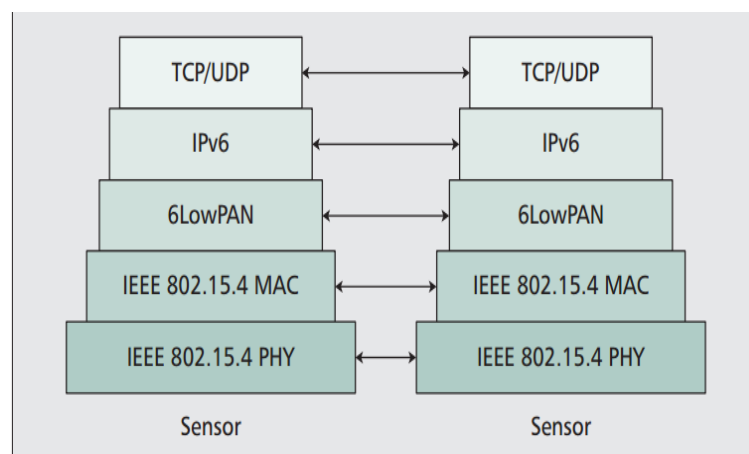 TCP/UDP TCP/UDP
IPv6 IPv6
6LowPAN 6LowPAN
IEEE 802.15.4 MAC IEEE 802.15.4 MAC
IEEE 802.15.4 PHY IEEE 802.15.4 PHY
Sensor Sensor